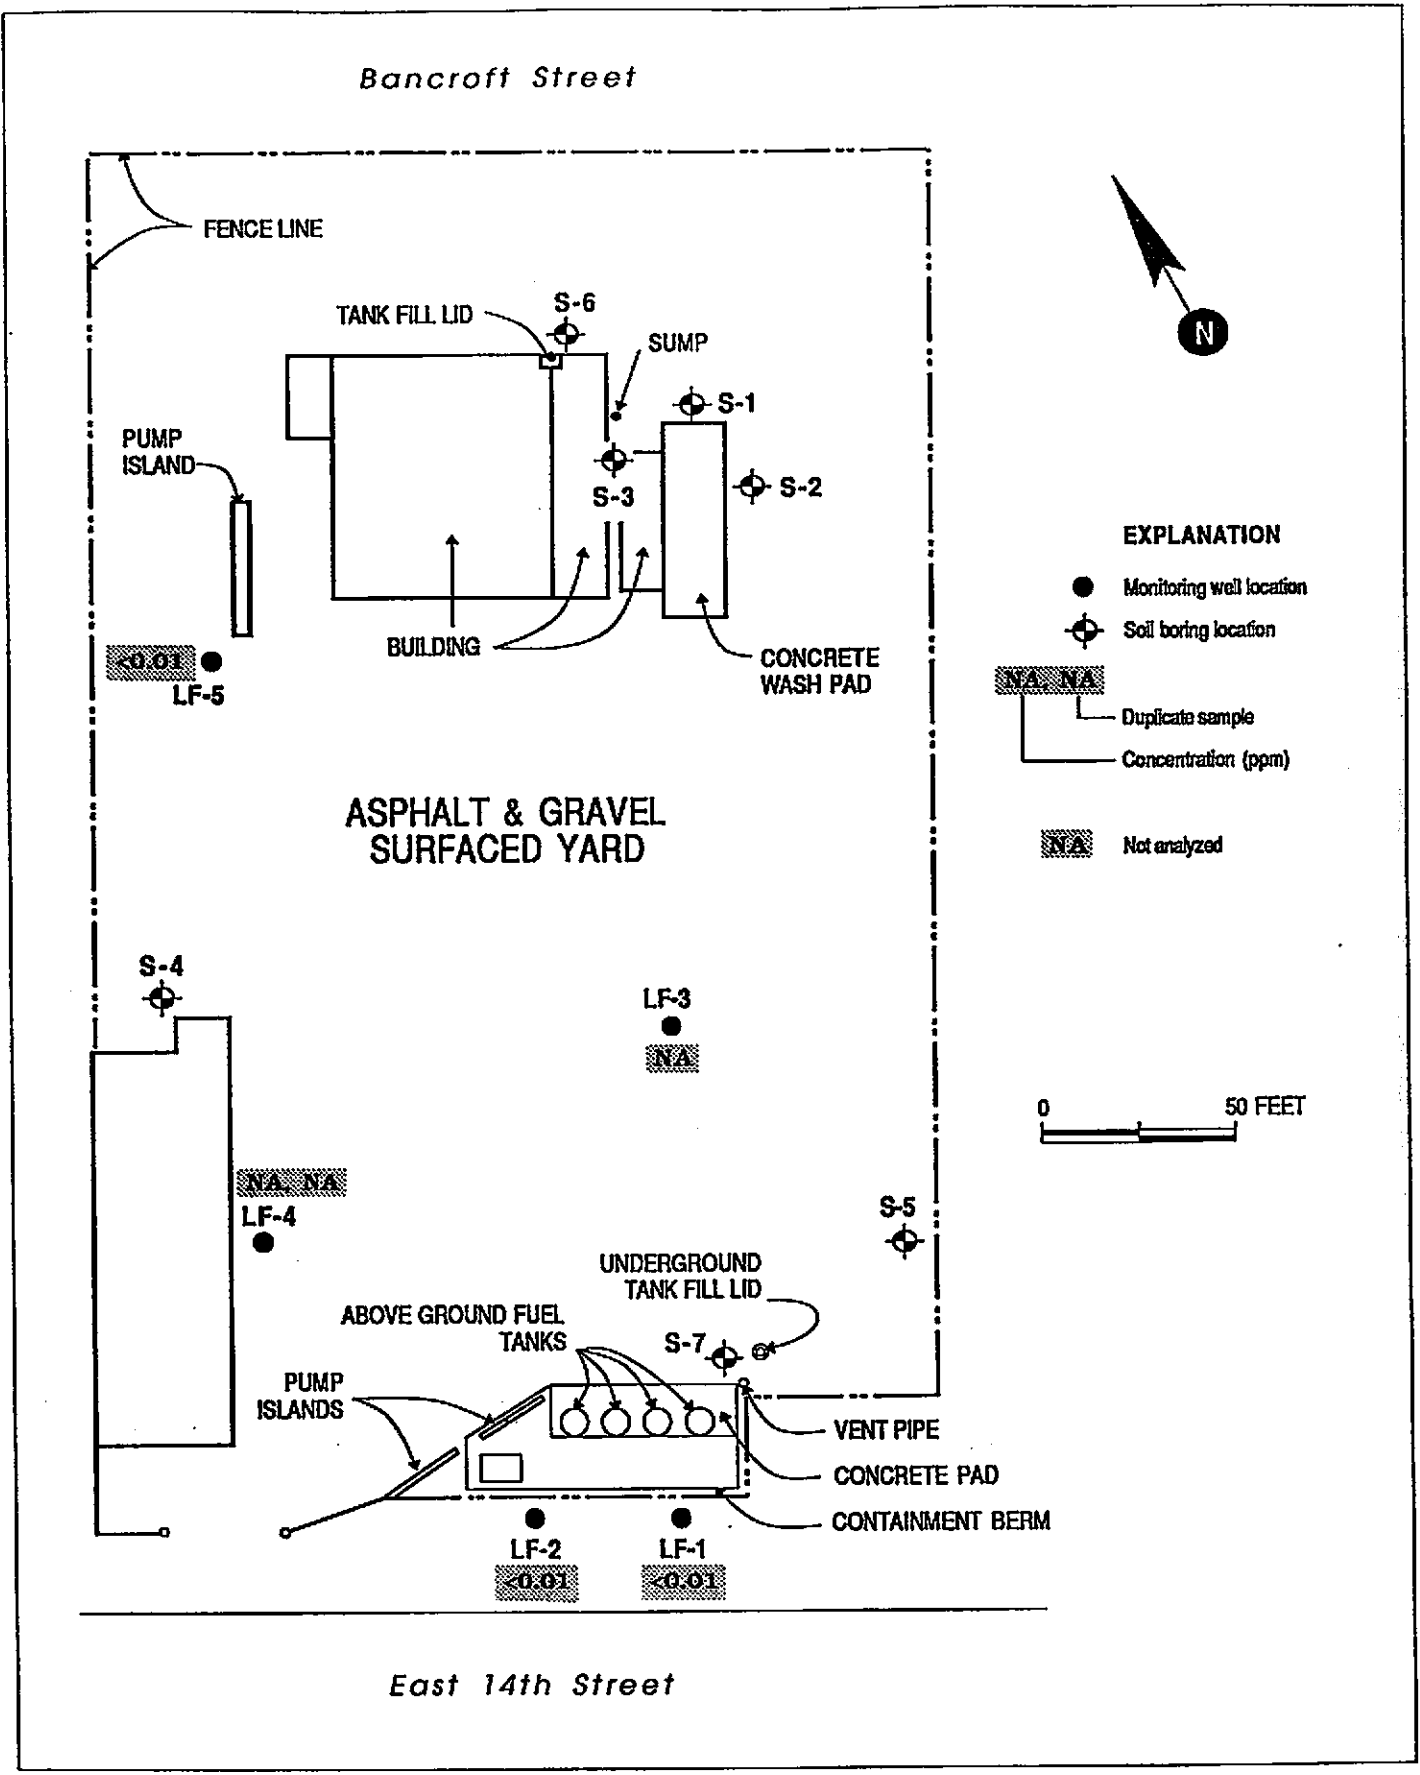 Bancroft Street
FENCE LINE
TANK FILL LID
S-6
SUMP
S-1
PUMP
ISLAND
S-3
S-2
N
EXPLANATION
Monitoring well location
Soil boring location
NA, NA
Duplicate sample
Concentration (ppm)
NA
Not analyzed
BUILDING
CONCRETE
WASH PAD
<0.01
LF-5
ASPHALT & GRAVEL
SURFACED YARD
S-4
LF-3
NA
0
50 FEET
NA, NA
LF-4
S-5
UNDERGROUND
TANK FILL LID
ABOVE GROUND FUEL
TANKS
S-7
PUMP
ISLANDS
VENT PIPE
CONCRETE PAD
CONTAINMENT BERM
LF-2
<0.01
LF-1
<0.01
East 14th Street